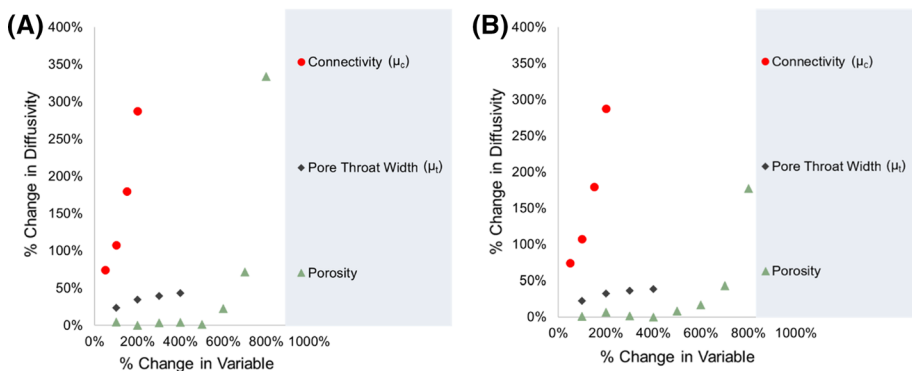 (A)
400%
350%
300%
250%
200%
150%
100%
50%
0%
% Change in Diffusivity
0% 200% 400% 600% 800% 1000%
% Change in Variable
Connectivity (μc)
Pore Throat Width (μt)
Porosity
(B)
400%
350%
300%
250%
200%
150%
100%
50%
0%
% Change in Diffusivity
0% 200% 400% 600% 800% 1000%
% Change in Variable
Connectivity (μc)
Pore Throat Width (μt)
Porosity